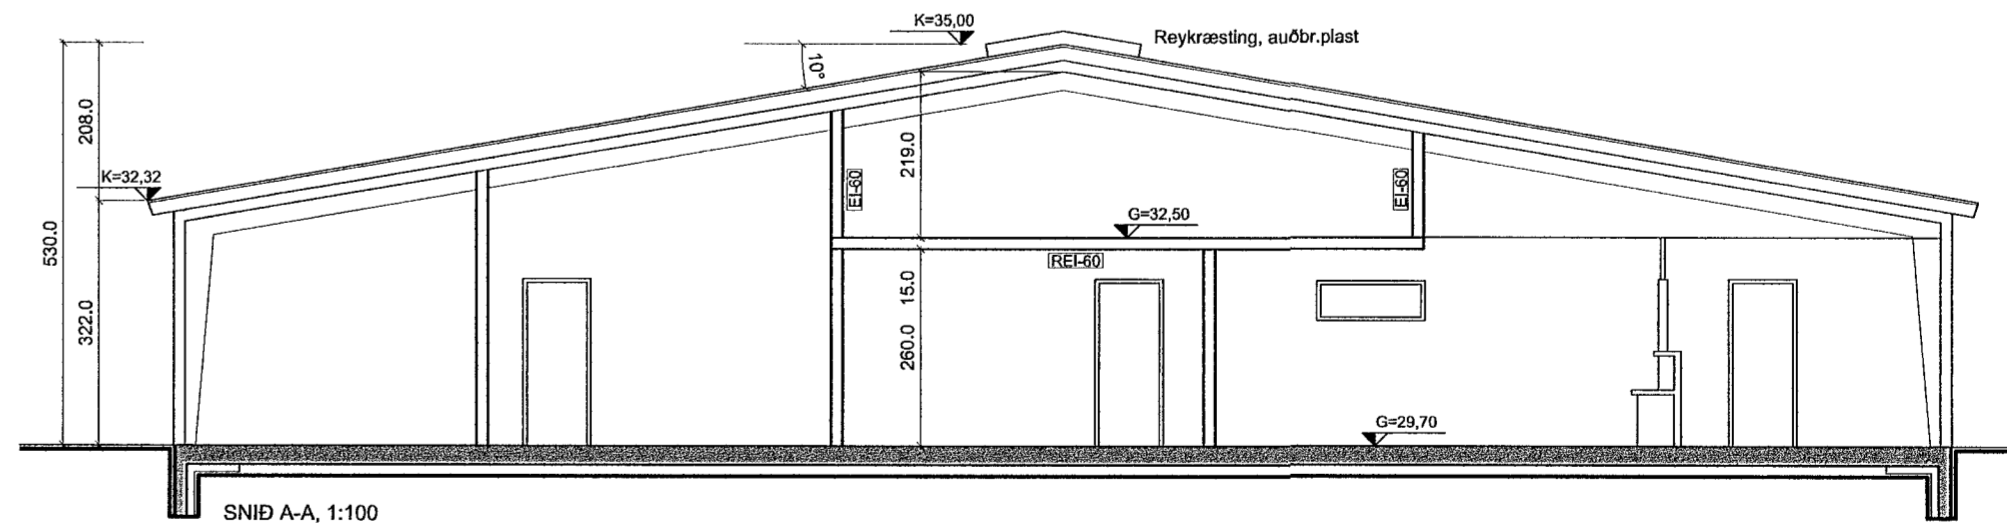 K=35,00
Reykræsting, auðbr.plast
10°
208.0
K=32,32
530.0
322.0
219.0
EI-60
EI-60
G=32,50
REI-60
15.0
260.0
G=29,70
SNIÐ A-A, 1:100